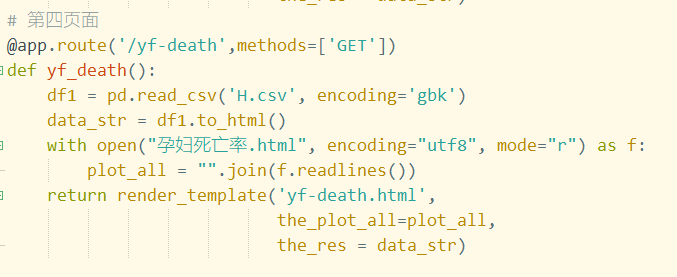 the_res = data_str)
# 第四页面
@app.route('/yf-death',methods=['GET'])
def yf_death():
    df1 = pd.read_csv('H.csv', encoding='gbk')
    data_str = df1.to_html()
    with open("孕妇死亡率.html", encoding="utf8", mode="r") as f:
        plot_all = "".join(f.readlines())
    return render_template('yf-death.html',
                           the_plot_all=plot_all,
                           the_res = data_str)